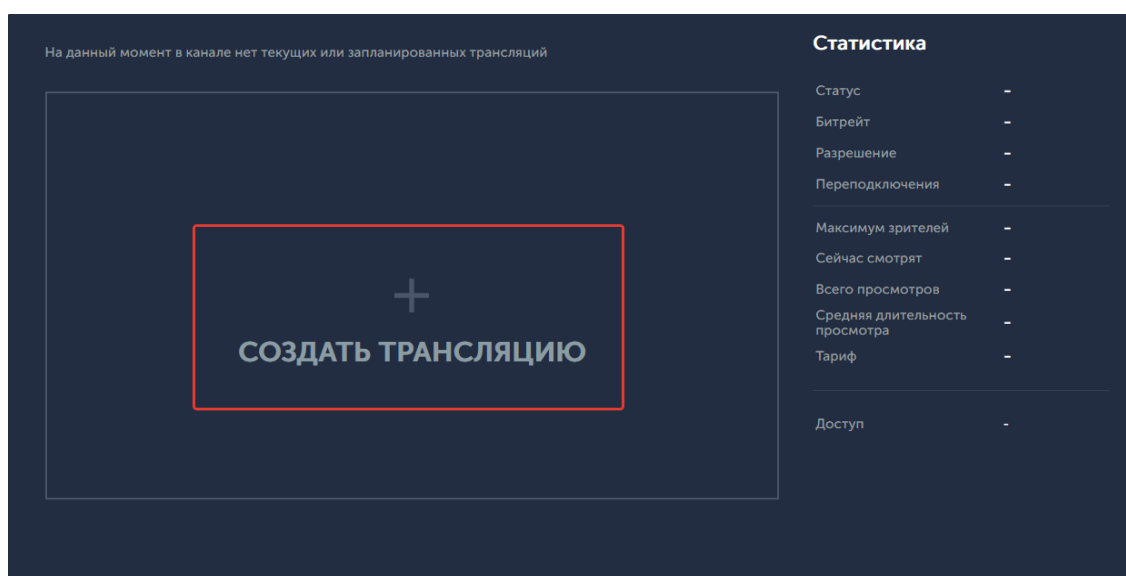 На данный момент в канале нет текущих или запланированных трансляций
+
СОЗДАТЬ ТРАНСЛЯЦИЮ
Статистика
Статус –
Битрейт –
Разрешение –
Переподключения –
Максимум зрителей –
Сейчас смотрят –
Всего просмотров –
Средняя длительность
просмотра –
Тариф –
Доступ -